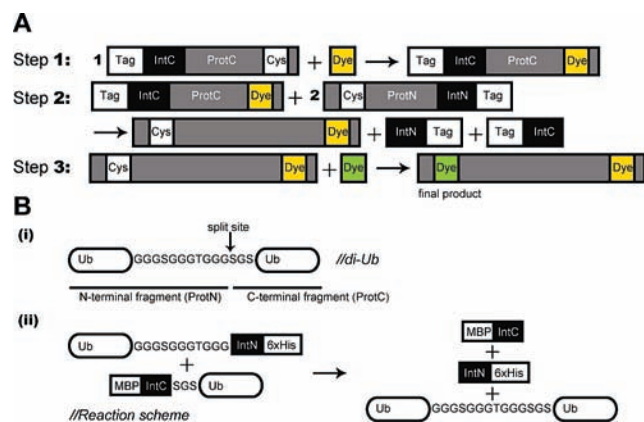 A
Step 1: 1 Tag IntC ProtC Cys + Dye → Tag IntC ProtC Dye
Step 2: Tag IntC ProtC Dye + 2 Cys ProtN IntN Tag
→ Cys Dye + IntN Tag + Tag IntC
Step 3: Cys Dye + Dye → Dye Dye
final product
B
split site
(i)
Ub GGGSGGGTGGGSGS Ub //di-Ub
N-terminal fragment (ProtN) C-terminal fragment (ProtC)
(ii)
Ub GGGSGGGTGGG IntN 6xHis
+
MBP IntC SGS Ub
//Reaction scheme
→
MBP IntC
+
IntN 6xHis
+
Ub GGGSGGGTGGGSGS Ub